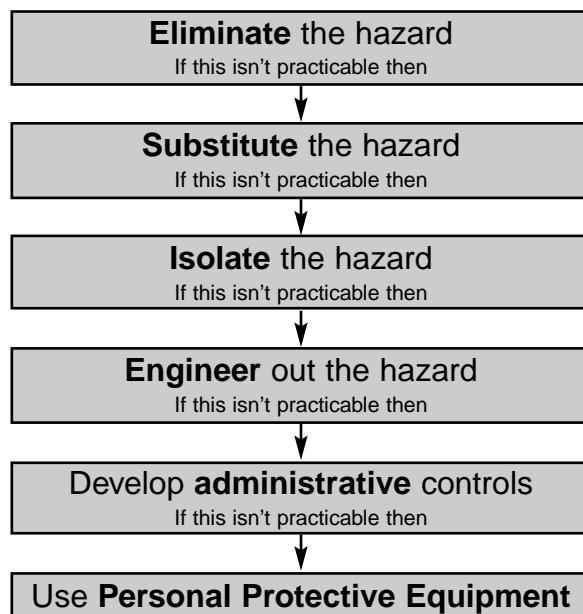 Eliminate the hazard
If this isn't practicable then
Substitute the hazard
If this isn't practicable then
Isolate the hazard
If this isn't practicable then
Engineer out the hazard
If this isn't practicable then
Develop administrative controls
If this isn't practicable then
Use Personal Protective Equipment